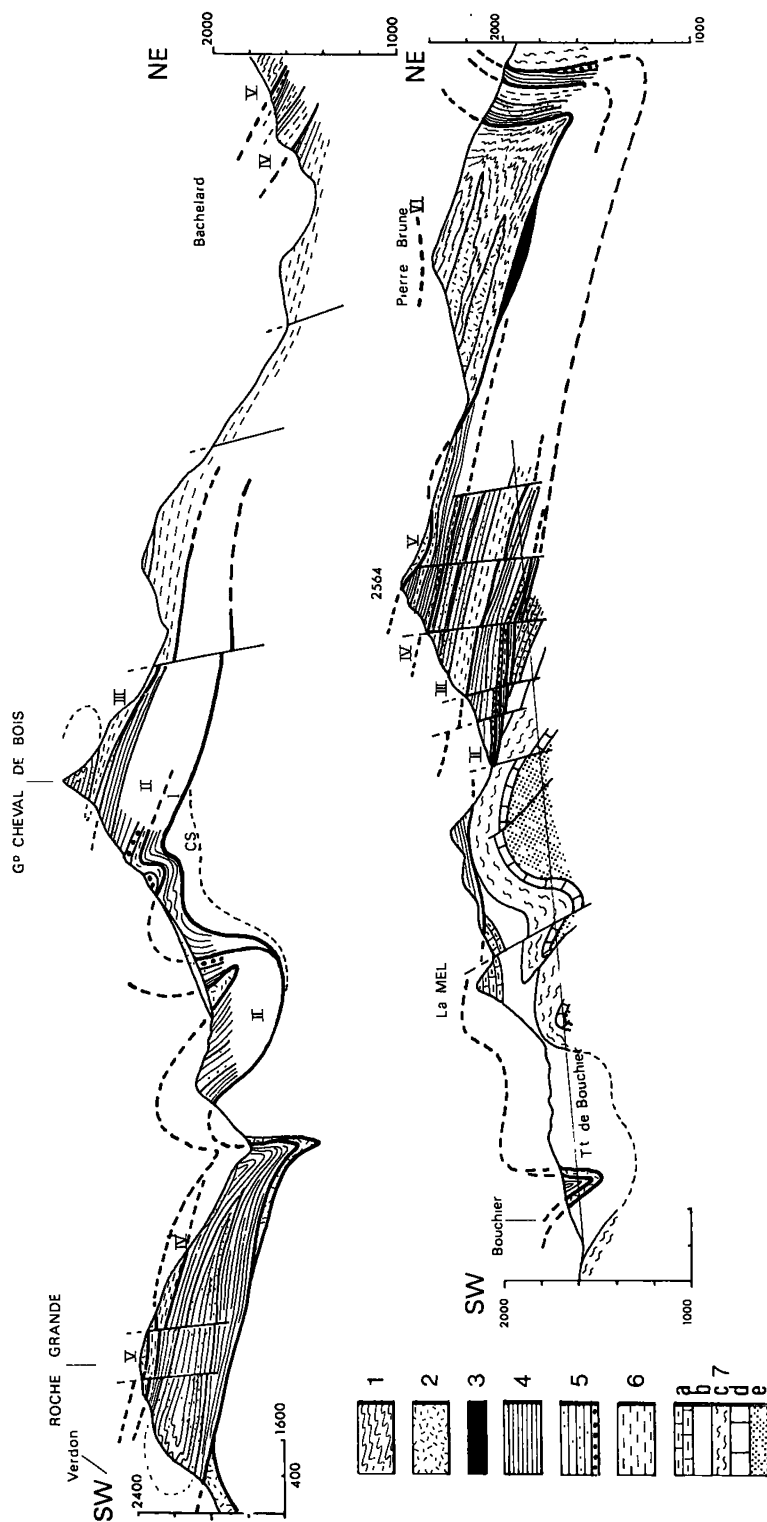 Gᵈ CHEVAL DE BOIS
ROCHE GRANDE
Verdon
SW
NE
2400
400
1600
2000
1000
Bachelard
I
II
II
III
IV
V
IV
V
CS
SW
NE
2000
1000
2000
1000
Bouchier
Tt de Bouchier
La MEL
2564
Pierre Brune
II
III
IV
V
VI
1
2
3
4
5
6
7
a
b
c
d
e